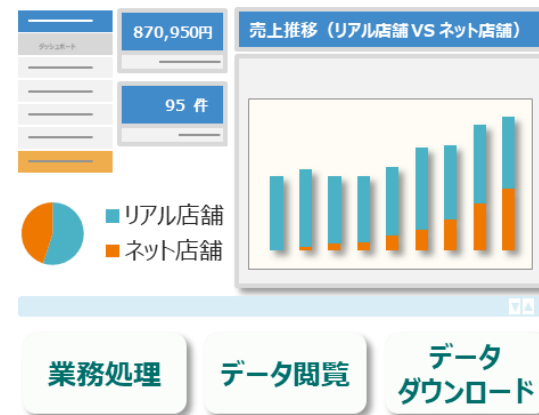 ダッシュボード
870,950円
95 件
売上推移（リアル店舗 VS ネット店舗）
リアル店舗
ネット店舗
業務処理
データ閲覧
データ
ダウンロード